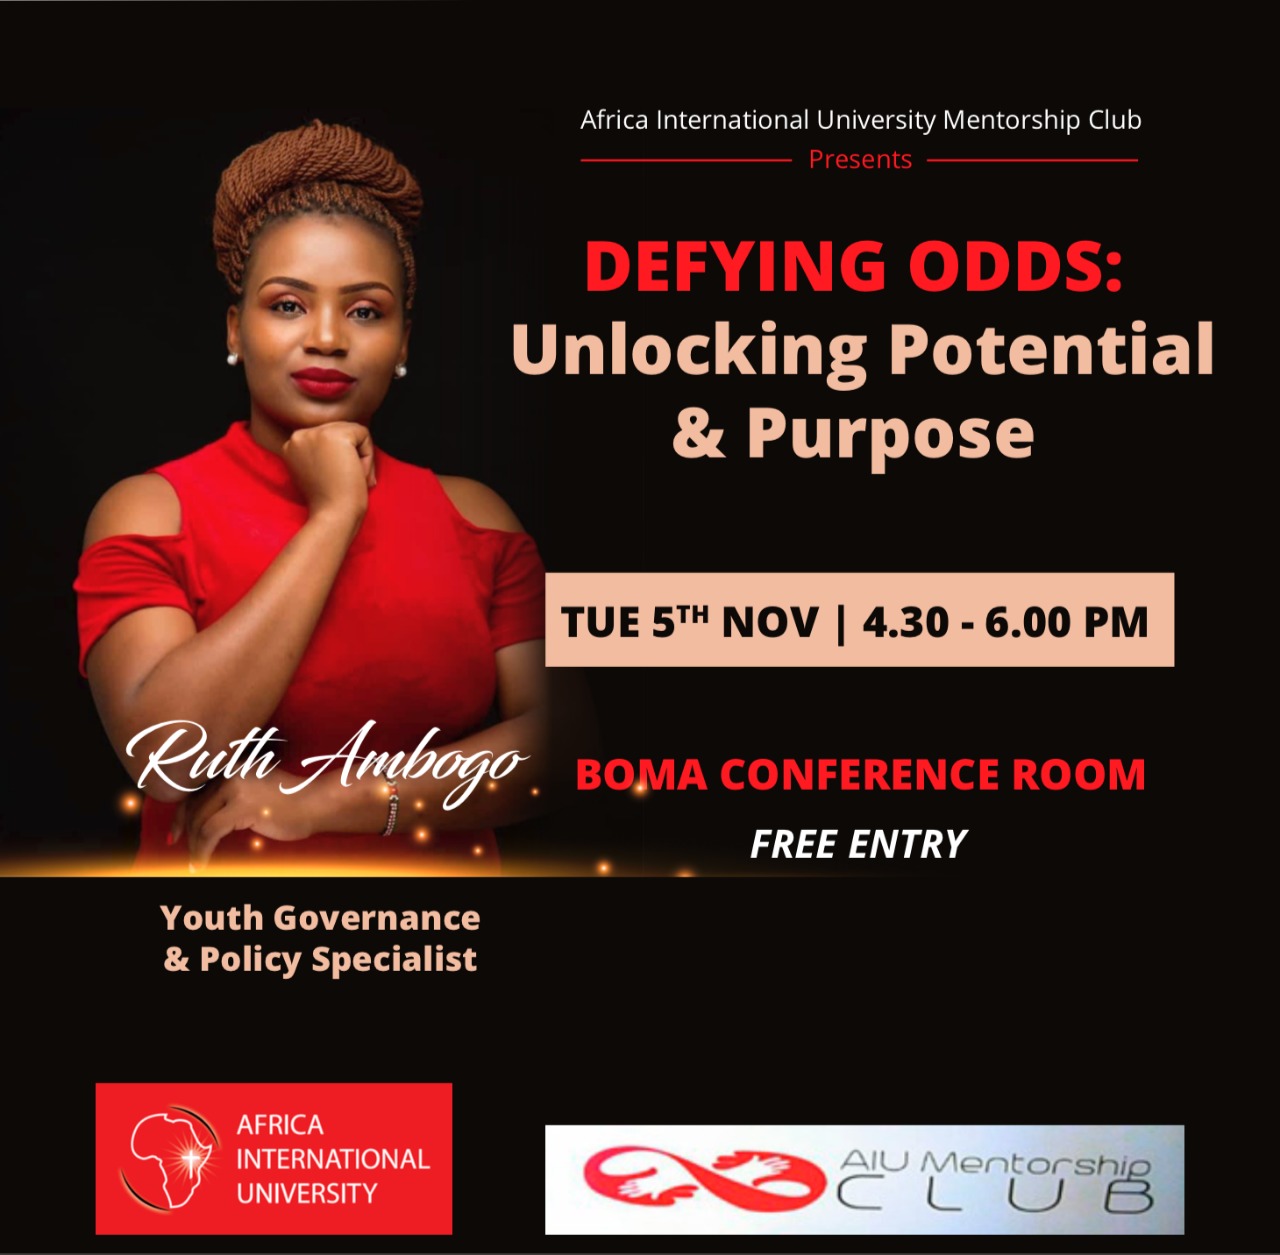 Africa International University Mentorship Club
Presents
DEFYING ODDS:
Unlocking Potential
& Purpose
TUE 5TH NOV | 4.30 - 6.00 PM
Ruth Ambogo
BOMA CONFERENCE ROOM
FREE ENTRY
Youth Governance
& Policy Specialist
AFRICA
INTERNATIONAL
UNIVERSITY
AIU Mentorship
CLUB